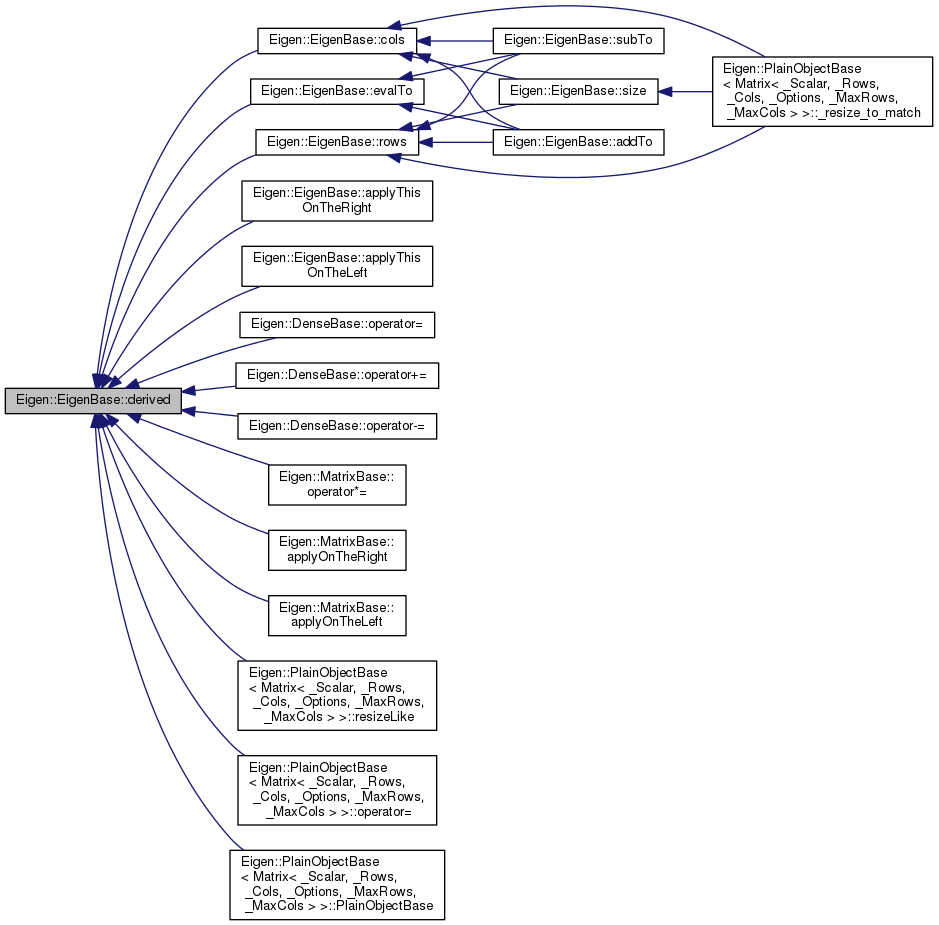 Eigen::EigenBase::derived
Eigen::EigenBase::cols
Eigen::EigenBase::evalTo
Eigen::EigenBase::rows
Eigen::EigenBase::subTo
Eigen::EigenBase::size
Eigen::EigenBase::addTo
Eigen::PlainObjectBase
< Matrix< _Scalar, _Rows,
_Cols, _Options, _MaxRows,
_MaxCols > >::_resize_to_match
Eigen::EigenBase::applyThis
OnTheRight
Eigen::EigenBase::applyThis
OnTheLeft
Eigen::DenseBase::operator=
Eigen::DenseBase::operator+=
Eigen::DenseBase::operator-=
Eigen::MatrixBase::
operator*=
Eigen::MatrixBase::
applyOnTheRight
Eigen::MatrixBase::
applyOnTheLeft
Eigen::PlainObjectBase
< Matrix< _Scalar, _Rows,
_Cols, _Options, _MaxRows,
_MaxCols > >::resizeLike
Eigen::PlainObjectBase
< Matrix< _Scalar, _Rows,
_Cols, _Options, _MaxRows,
_MaxCols > >::operator=
Eigen::PlainObjectBase
< Matrix< _Scalar, _Rows,
_Cols, _Options, _MaxRows,
_MaxCols > >::PlainObjectBase